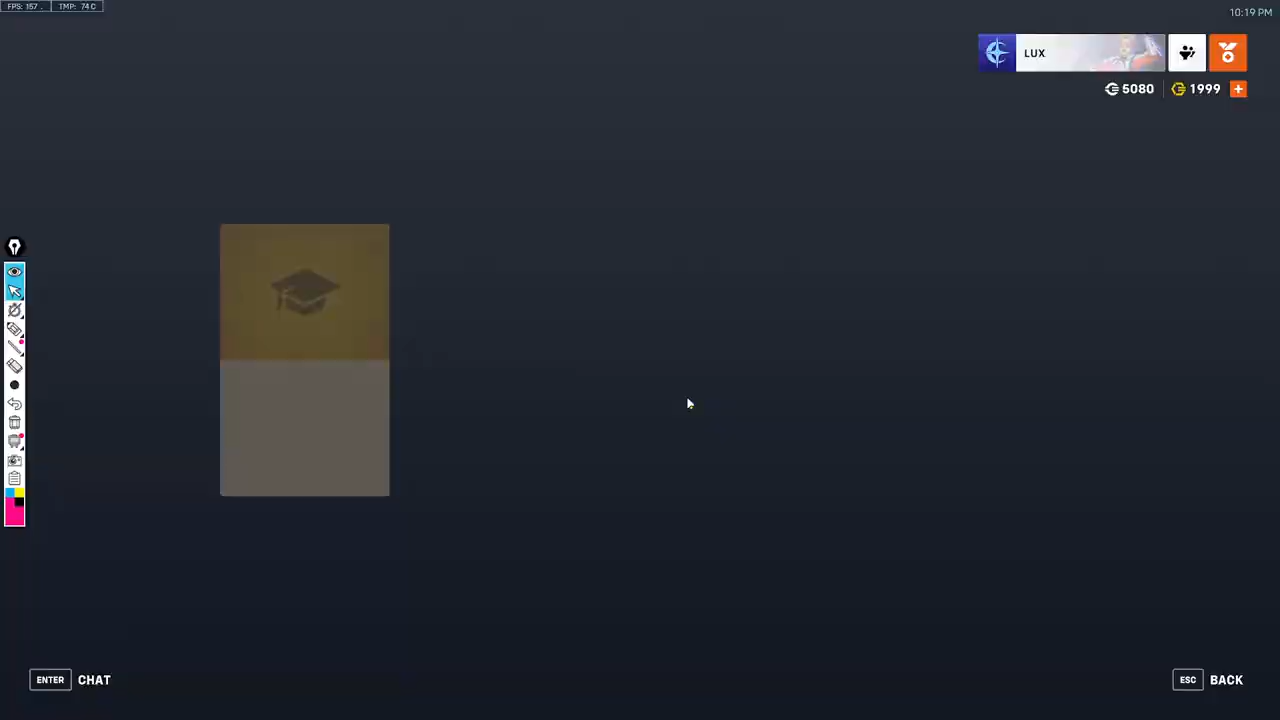 FPS: 157 . TMP: 74 C
10:19 PM
LUX
5080 1999 +
ENTER CHAT
ESC BACK